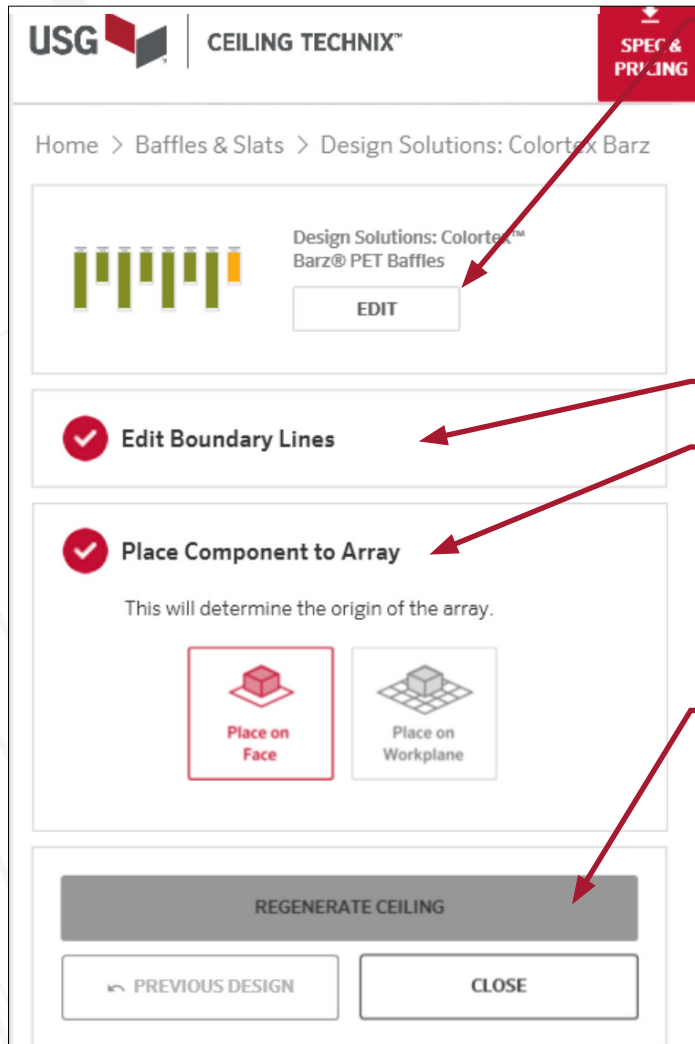 USG
CEILING TECHNIX™
SPEC &
PRICING
Home > Baffles & Slats > Design Solutions: Colortex Barz
Design Solutions: Colortex™
Barz® PET Baffles
EDIT
Edit Boundary Lines
Place Component to Array
This will determine the origin of the array.
Place on
Face
Place on
Workplane
REGENERATE CEILING
PREVIOUS DESIGN
CLOSE